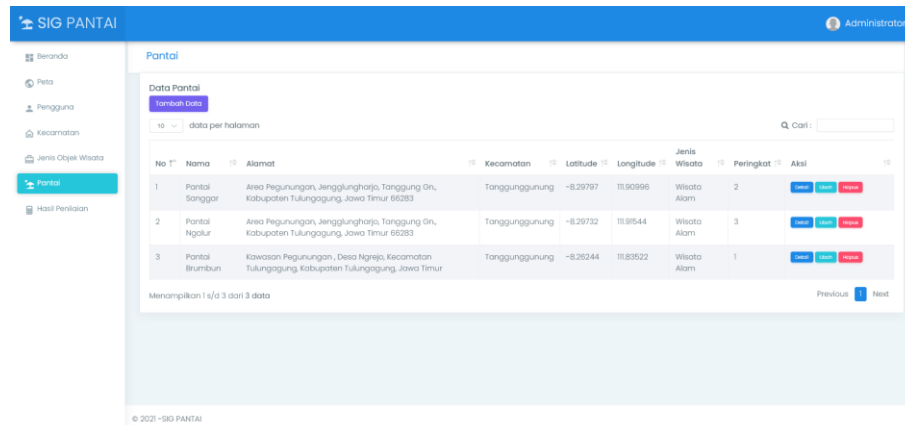 SIG PANTAI
Administrator
Beranda
Peta
Pengguna
Kecamatan
Jenis Objek Wisata
Pantai
Hasil Penilaian
Pantai
Data Pantai
Tambah Data
10 data per halaman
Cari :
No Nama Alamat Kecamatan Latitude Longitude Jenis Wisata Peringkat Aksi
1 Pantai Sanggar Area Pegunungan, Jengglungharjo, Tanggung Gn., Kabupaten Tulungagung, Jawa Timur 66283 Tanggunggunung -8.29797 111.90996 Wisata Alam 2 Detail Ubah Hapus
2 Pantai Ngalur Area Pegunungan, Jengglungharjo, Tanggung Gn., Kabupaten Tulungagung, Jawa Timur 66283 Tanggunggunung -8.29732 111.91544 Wisata Alam 3 Detail Ubah Hapus
3 Pantai Brumbun Kawasan Pegunungan , Desa Ngrejo, Kecamatan Tulungagung, Kabupaten Tulungagung, Jawa Timur Tanggunggunung -8.26244 111.83522 Wisata Alam 1 Detail Ubah Hapus
Menampilkan 1 s/d 3 dari 3 data
Previous 1 Next
© 2021 - SIG PANTAI